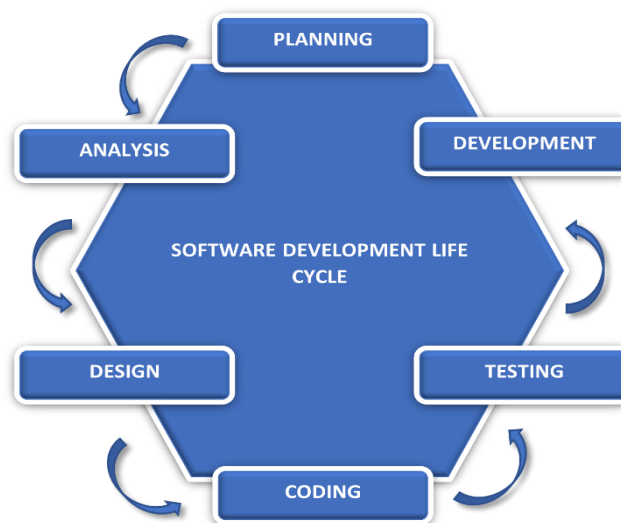 PLANNING
ANALYSIS
DEVELOPMENT
SOFTWARE DEVELOPMENT LIFE
CYCLE
DESIGN
TESTING
CODING